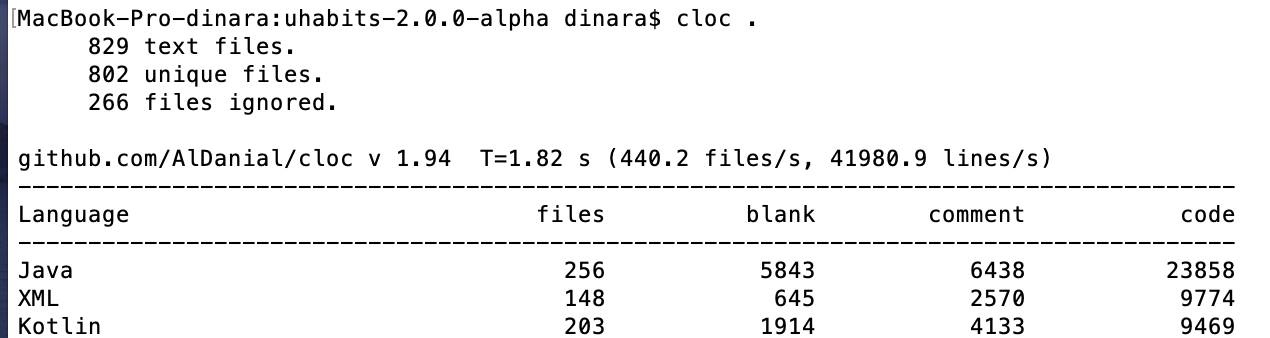 [MacBook-Pro-dinara:uhabits-2.0.0-alpha dinara$ cloc .
829 text files.
802 unique files.
266 files ignored.
github.com/AlDanial/cloc v 1.94  T=1.82 s (440.2 files/s, 41980.9 lines/s)
-------------------------------------------------------------------------------
Language files blank comment code
-------------------------------------------------------------------------------
Java 256 5843 6438 23858
XML 148 645 2570 9774
Kotlin 203 1914 4133 9469